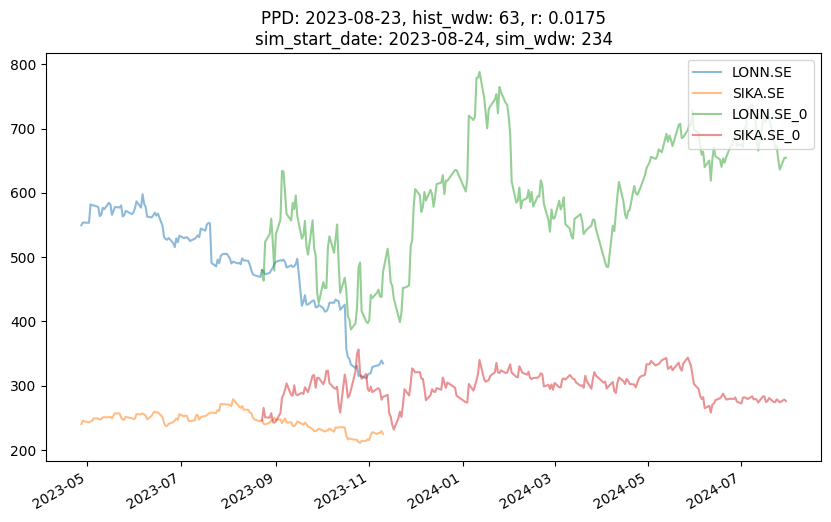 PPD: 2023-08-23, hist_wdw: 63, r: 0.0175
sim_start_date: 2023-08-24, sim_wdw: 234
800
700
600
500
400
300
200
LONN.SE
SIKA.SE
LONN.SE_0
SIKA.SE_0
2023-05
2023-07
2023-09
2023-11
2024-01
2024-03
2024-05
2024-07